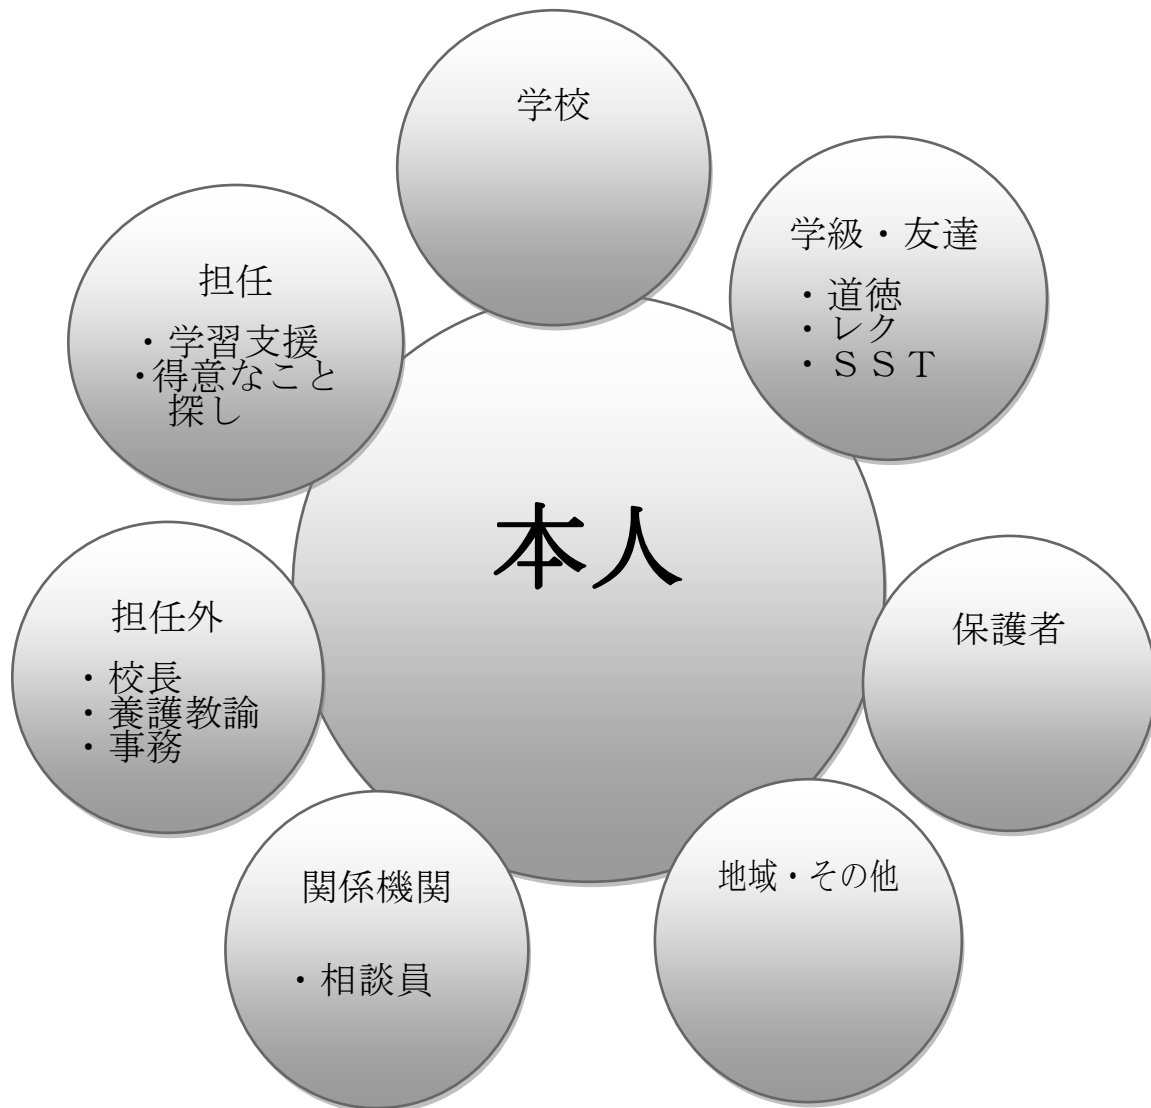 学校
学級・友達
・道徳
・レク
・ＳＳＴ
担任
・学習支援
・得意なこと
探し
本人
担任外
・校長
・養護教諭
・事務
保護者
関係機関
・相談員
地域・その他